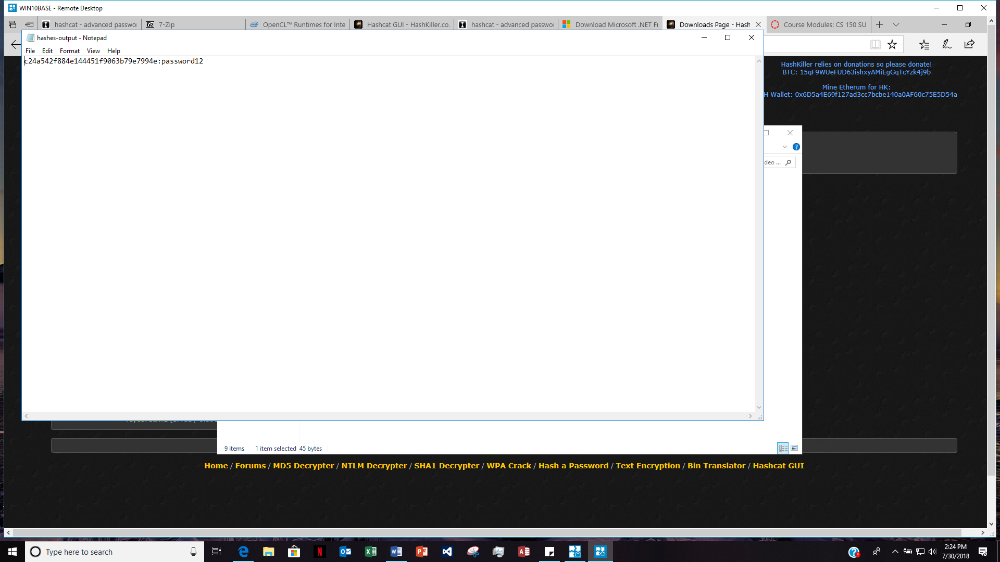 WIN10BASE - Remote Desktop
hashcat - advanced passwo
7-Zip
OpenCL™ Runtimes for Inte
Hashcat GUI - HashKiller.co.
hashcat - advanced passwo
Download Microsoft .NET Fr
Downloads Page - Hash
Course Modules: CS 150 SU
hashes-output - Notepad
File Edit Format View Help
c24a542f884e144451f9063b79e7994e:password12
HashKiller relies on donations so please donate!
BTC: 15qF9WUeFUD63ishxyAMiEgGqTcYzk4j9b
Mine Etherum for HK:
H Wallet: 0x6D5a4E69f127ad3cc7bcbe140a0AF60c75E5D54a
deo ...
9 items 1 item selected 45 bytes
Home / Forums / MD5 Decrypter / NTLM Decrypter / SHA1 Decrypter / WPA Crack / Hash a Password / Text Encryption / Bin Translator / Hashcat GUI
Type here to search
2:24 PM
7/30/2018